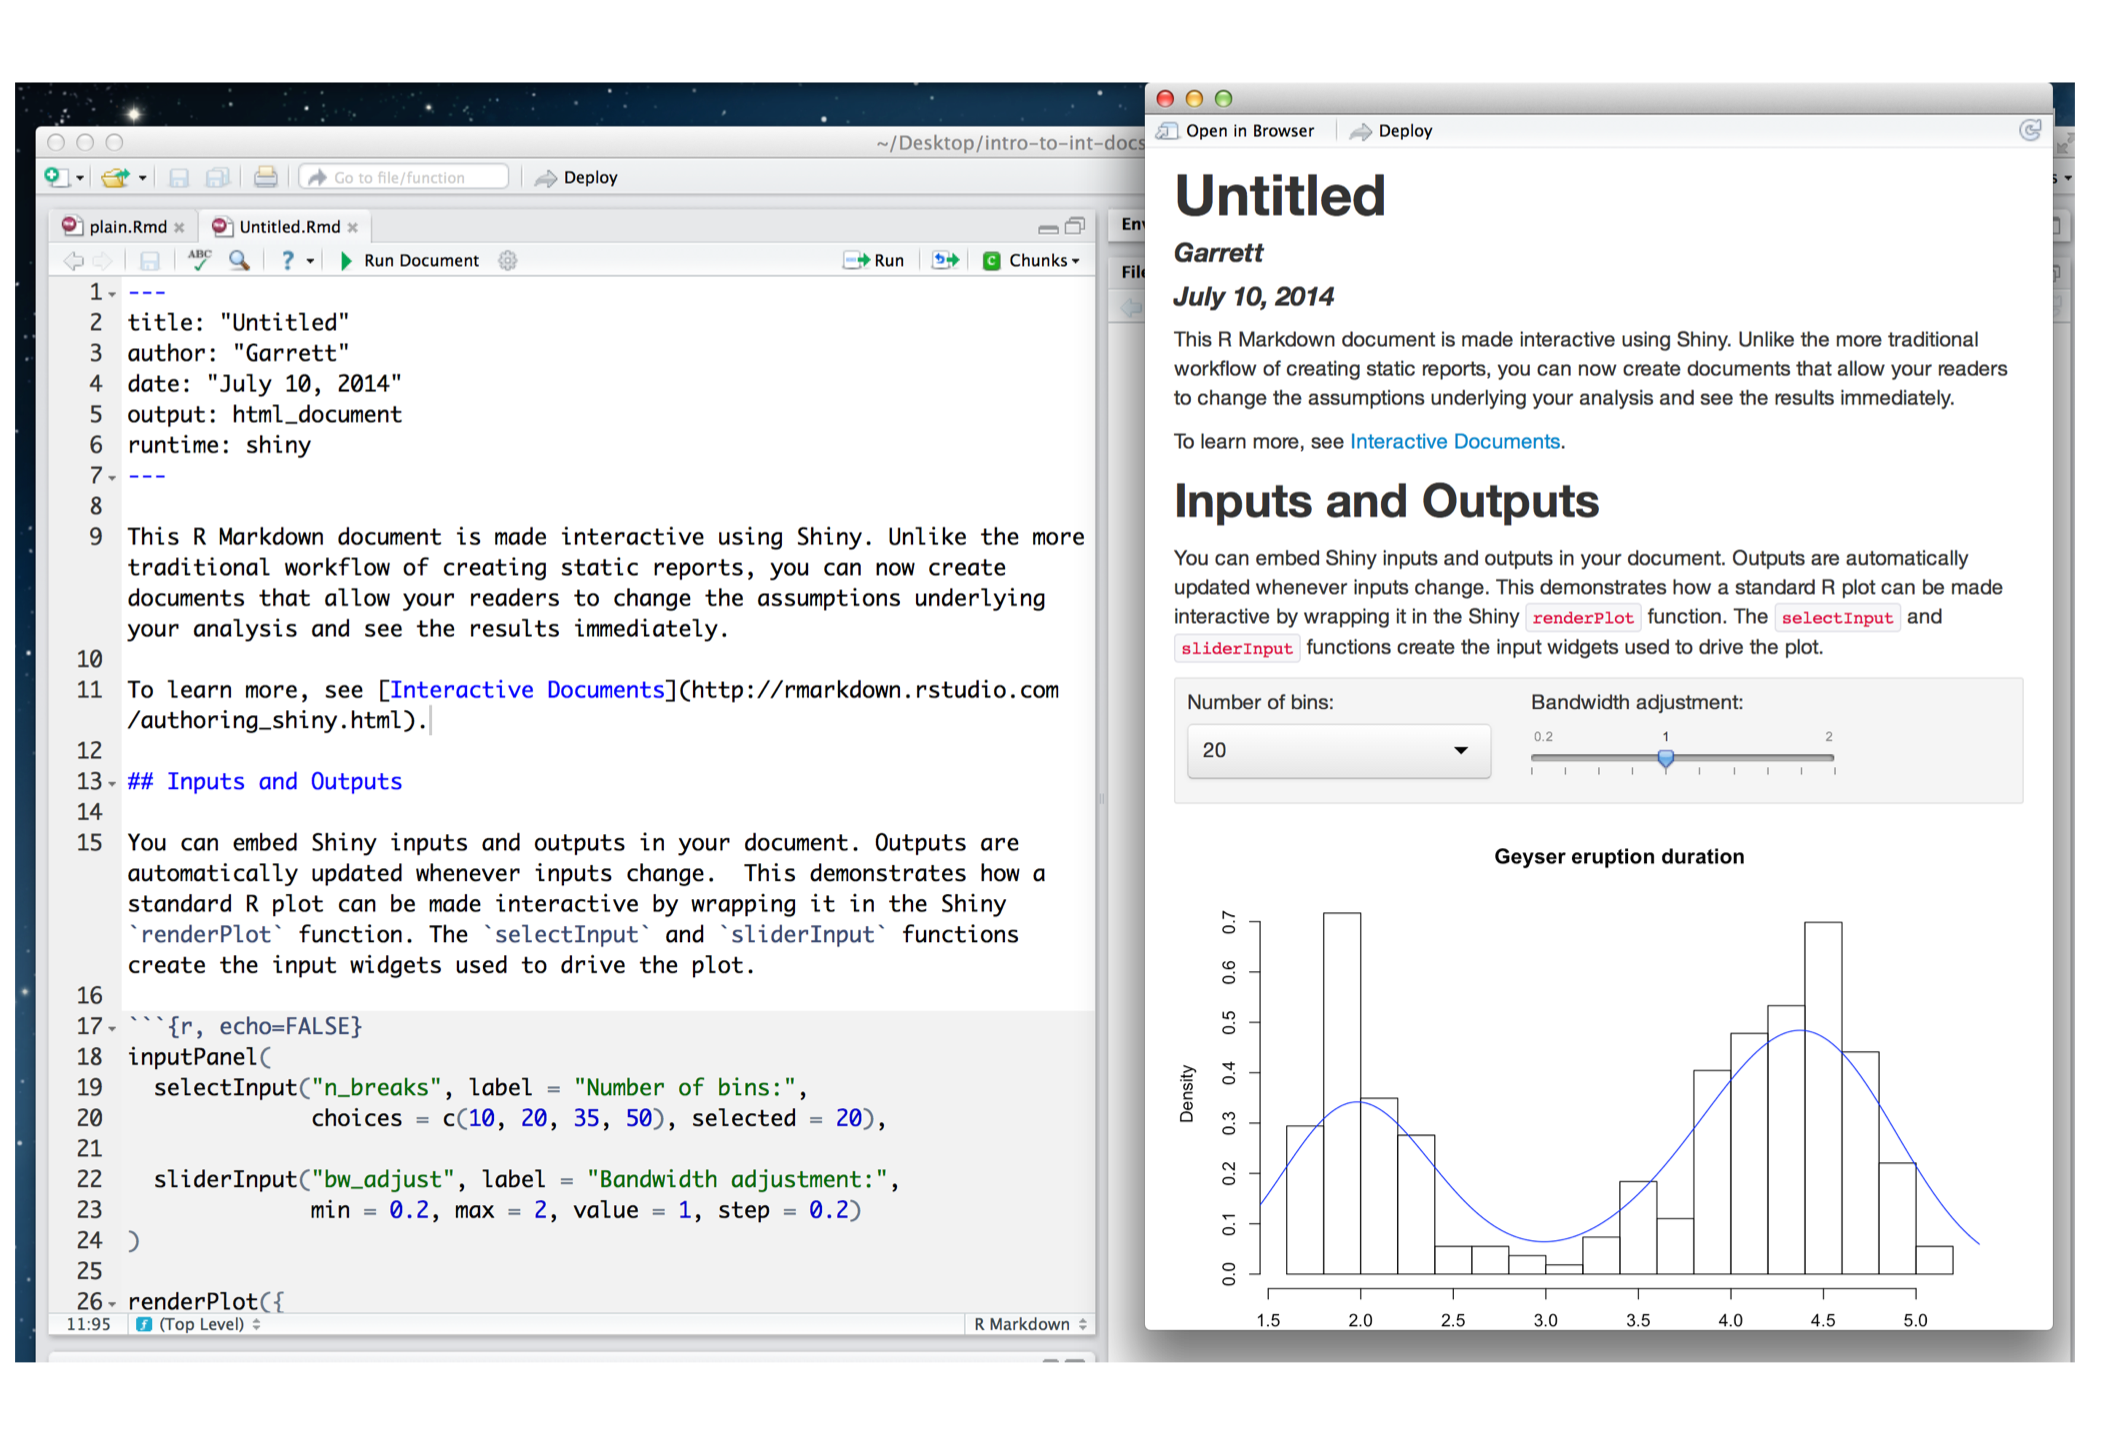 ~/Desktop/intro-to-int-docs
Go to file/function
Deploy
plain.Rmd
Untitled.Rmd
ABC
?
Run Document
Run
C
Chunks
1 ---
2 title: "Untitled"
3 author: "Garrett"
4 date: "July 10, 2014"
5 output: html_document
6 runtime: shiny
7 ---
8
9 This R Markdown document is made interactive using Shiny. Unlike the more
traditional workflow of creating static reports, you can now create
documents that allow your readers to change the assumptions underlying
your analysis and see the results immediately.
10
11 To learn more, see [Interactive Documents](http://rmarkdown.rstudio.com
/authoring_shiny.html).
12
13 ## Inputs and Outputs
14
15 You can embed Shiny inputs and outputs in your document. Outputs are
automatically updated whenever inputs change.  This demonstrates how a
standard R plot can be made interactive by wrapping it in the Shiny
`renderPlot` function. The `selectInput` and `sliderInput` functions
create the input widgets used to drive the plot.
16
17 ```{r, echo=FALSE}
18 inputPanel(
19   selectInput("n_breaks", label = "Number of bins:",
20               choices = c(10, 20, 35, 50), selected = 20),
21
22   sliderInput("bw_adjust", label = "Bandwidth adjustment:",
23               min = 0.2, max = 2, value = 1, step = 0.2)
24 )
25
26 renderPlot({
11:95
(Top Level)
R Markdown
Env
File
s
Open in Browser
Deploy
Untitled
Garrett
July 10, 2014
This R Markdown document is made interactive using Shiny. Unlike the more traditional
workflow of creating static reports, you can now create documents that allow your readers
to change the assumptions underlying your analysis and see the results immediately.
To learn more, see Interactive Documents.
Inputs and Outputs
You can embed Shiny inputs and outputs in your document. Outputs are automatically
updated whenever inputs change. This demonstrates how a standard R plot can be made
interactive by wrapping it in the Shiny renderPlot function. The selectInput and
sliderInput functions create the input widgets used to drive the plot.
Number of bins:
20
Bandwidth adjustment:
0.2 1 2
Geyser eruption duration
Density
0.7
0.6
0.5
0.4
0.3
0.2
0.1
0.0
1.5 2.0 2.5 3.0 3.5 4.0 4.5 5.0